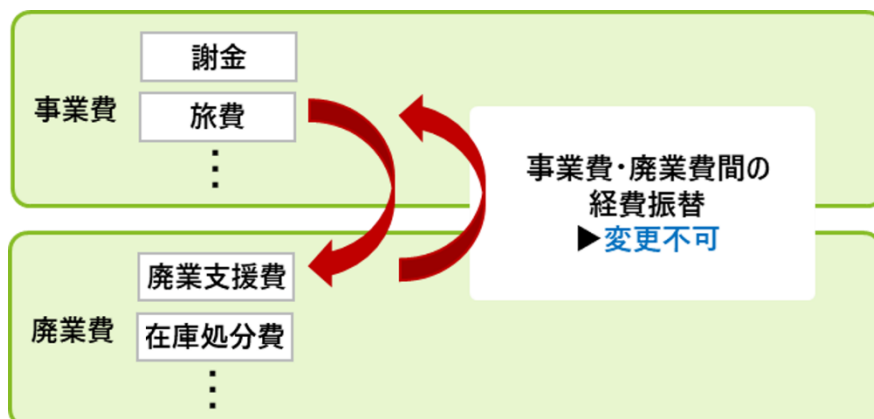 謝金
事業費
旅費
⋮
事業費・廃業費間の
経費振替
▶変更不可
廃業支援費
廃業費
在庫処分費
⋮